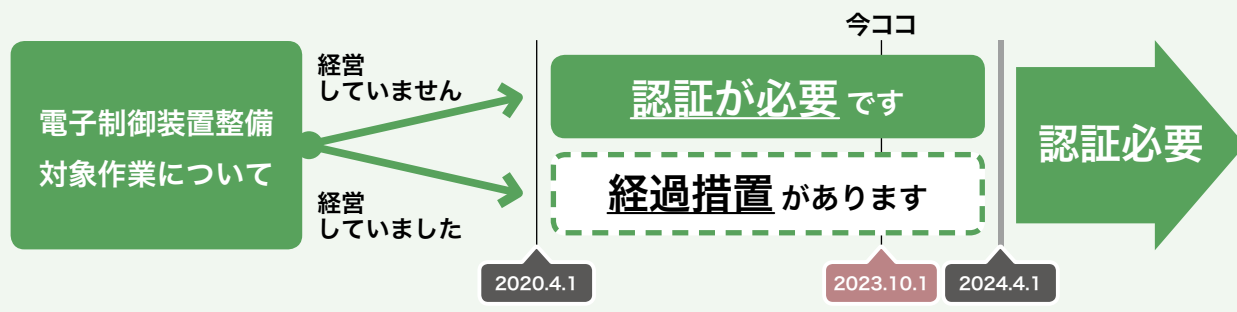 電子制御装置整備
対象作業について
経営
していません
経営
していました
今ココ
認証が必要です
経過措置があります
認証必要
2020.4.1
2023.10.1
2024.4.1